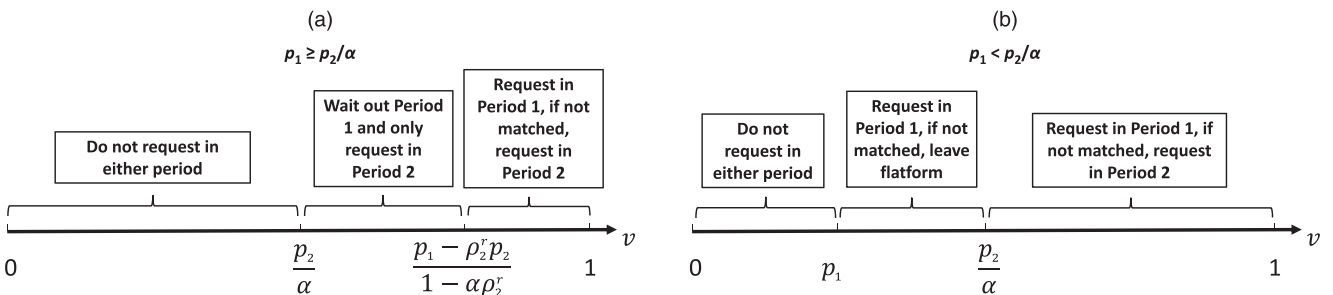 (a)
p₁ ≥ p₂/α
Do not request in
either period
Wait out Period
1 and only
request in
Period 2
Request in
Period 1, if not
matched,
request in
Period 2
0
p₂/α
(p₁ − ρ₂ʳp₂)/(1 − αρ₂ʳ)
1
v
(b)
p₁ < p₂/α
Do not
request in
either period
Request in
Period 1, if not
matched, leave
flatform
Request in Period 1, if
not matched, request
in Period 2
0
p₁
p₂/α
1
v